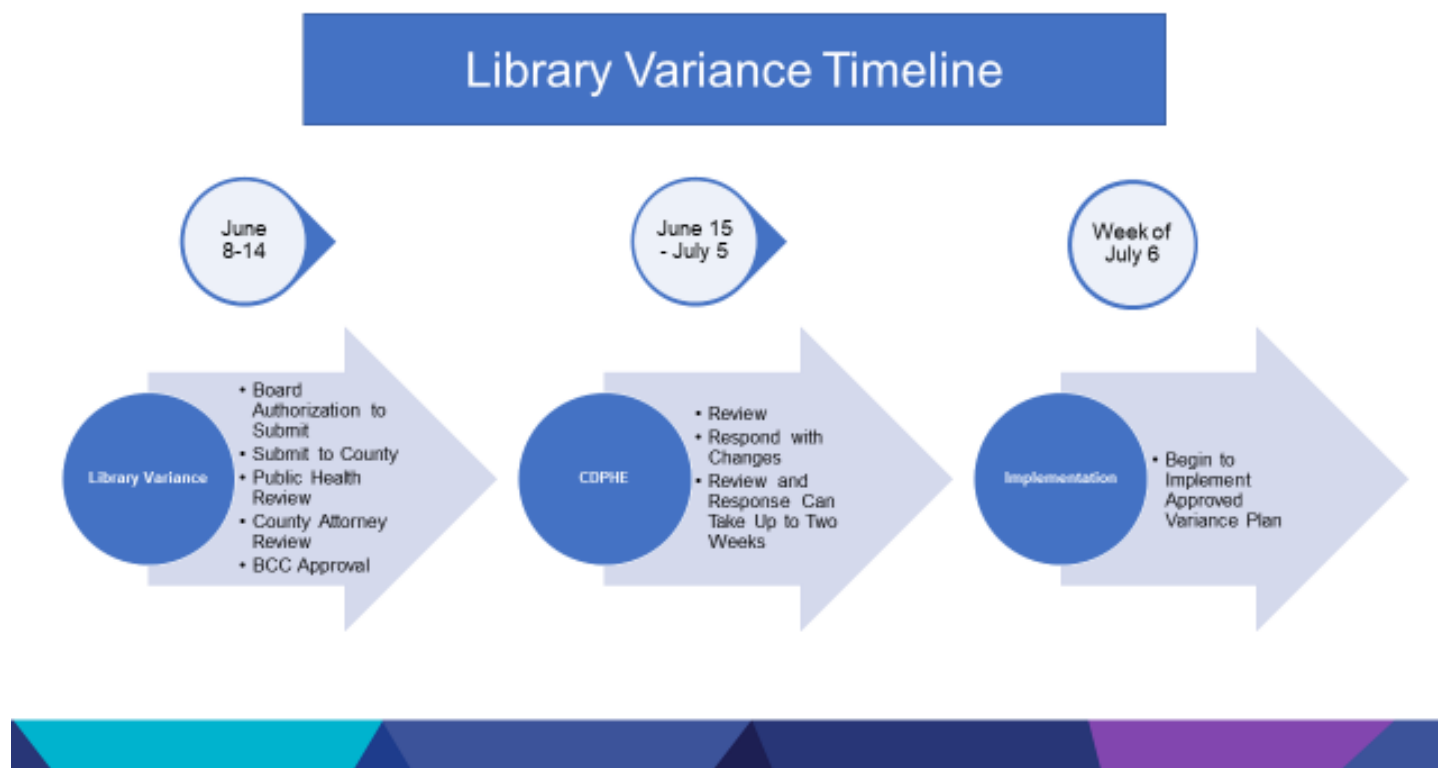 Library Variance Timeline
June
8-14
June 15
- July 5
Week of
July 6
Library Variance
• Board
Authorization to
Submit
• Submit to County
• Public Health
Review
• County Attorney
Review
• BCC Approval
CDPHE
• Review
• Respond with
Changes
• Review and
Response Can
Take Up to Two
Weeks
Implementation
• Begin to
Implement
Approved
Variance Plan